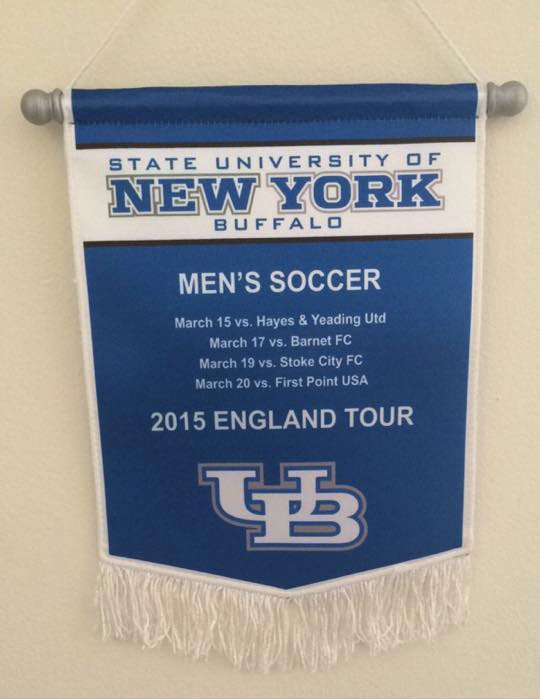 STATE UNIVERSITY OF
NEW YORK
BUFFALO
MEN'S SOCCER
March 15 vs. Hayes & Yeading Utd
March 17 vs. Barnet FC
March 19 vs. Stoke City FC
March 20 vs. First Point USA
2015 ENGLAND TOUR
UB